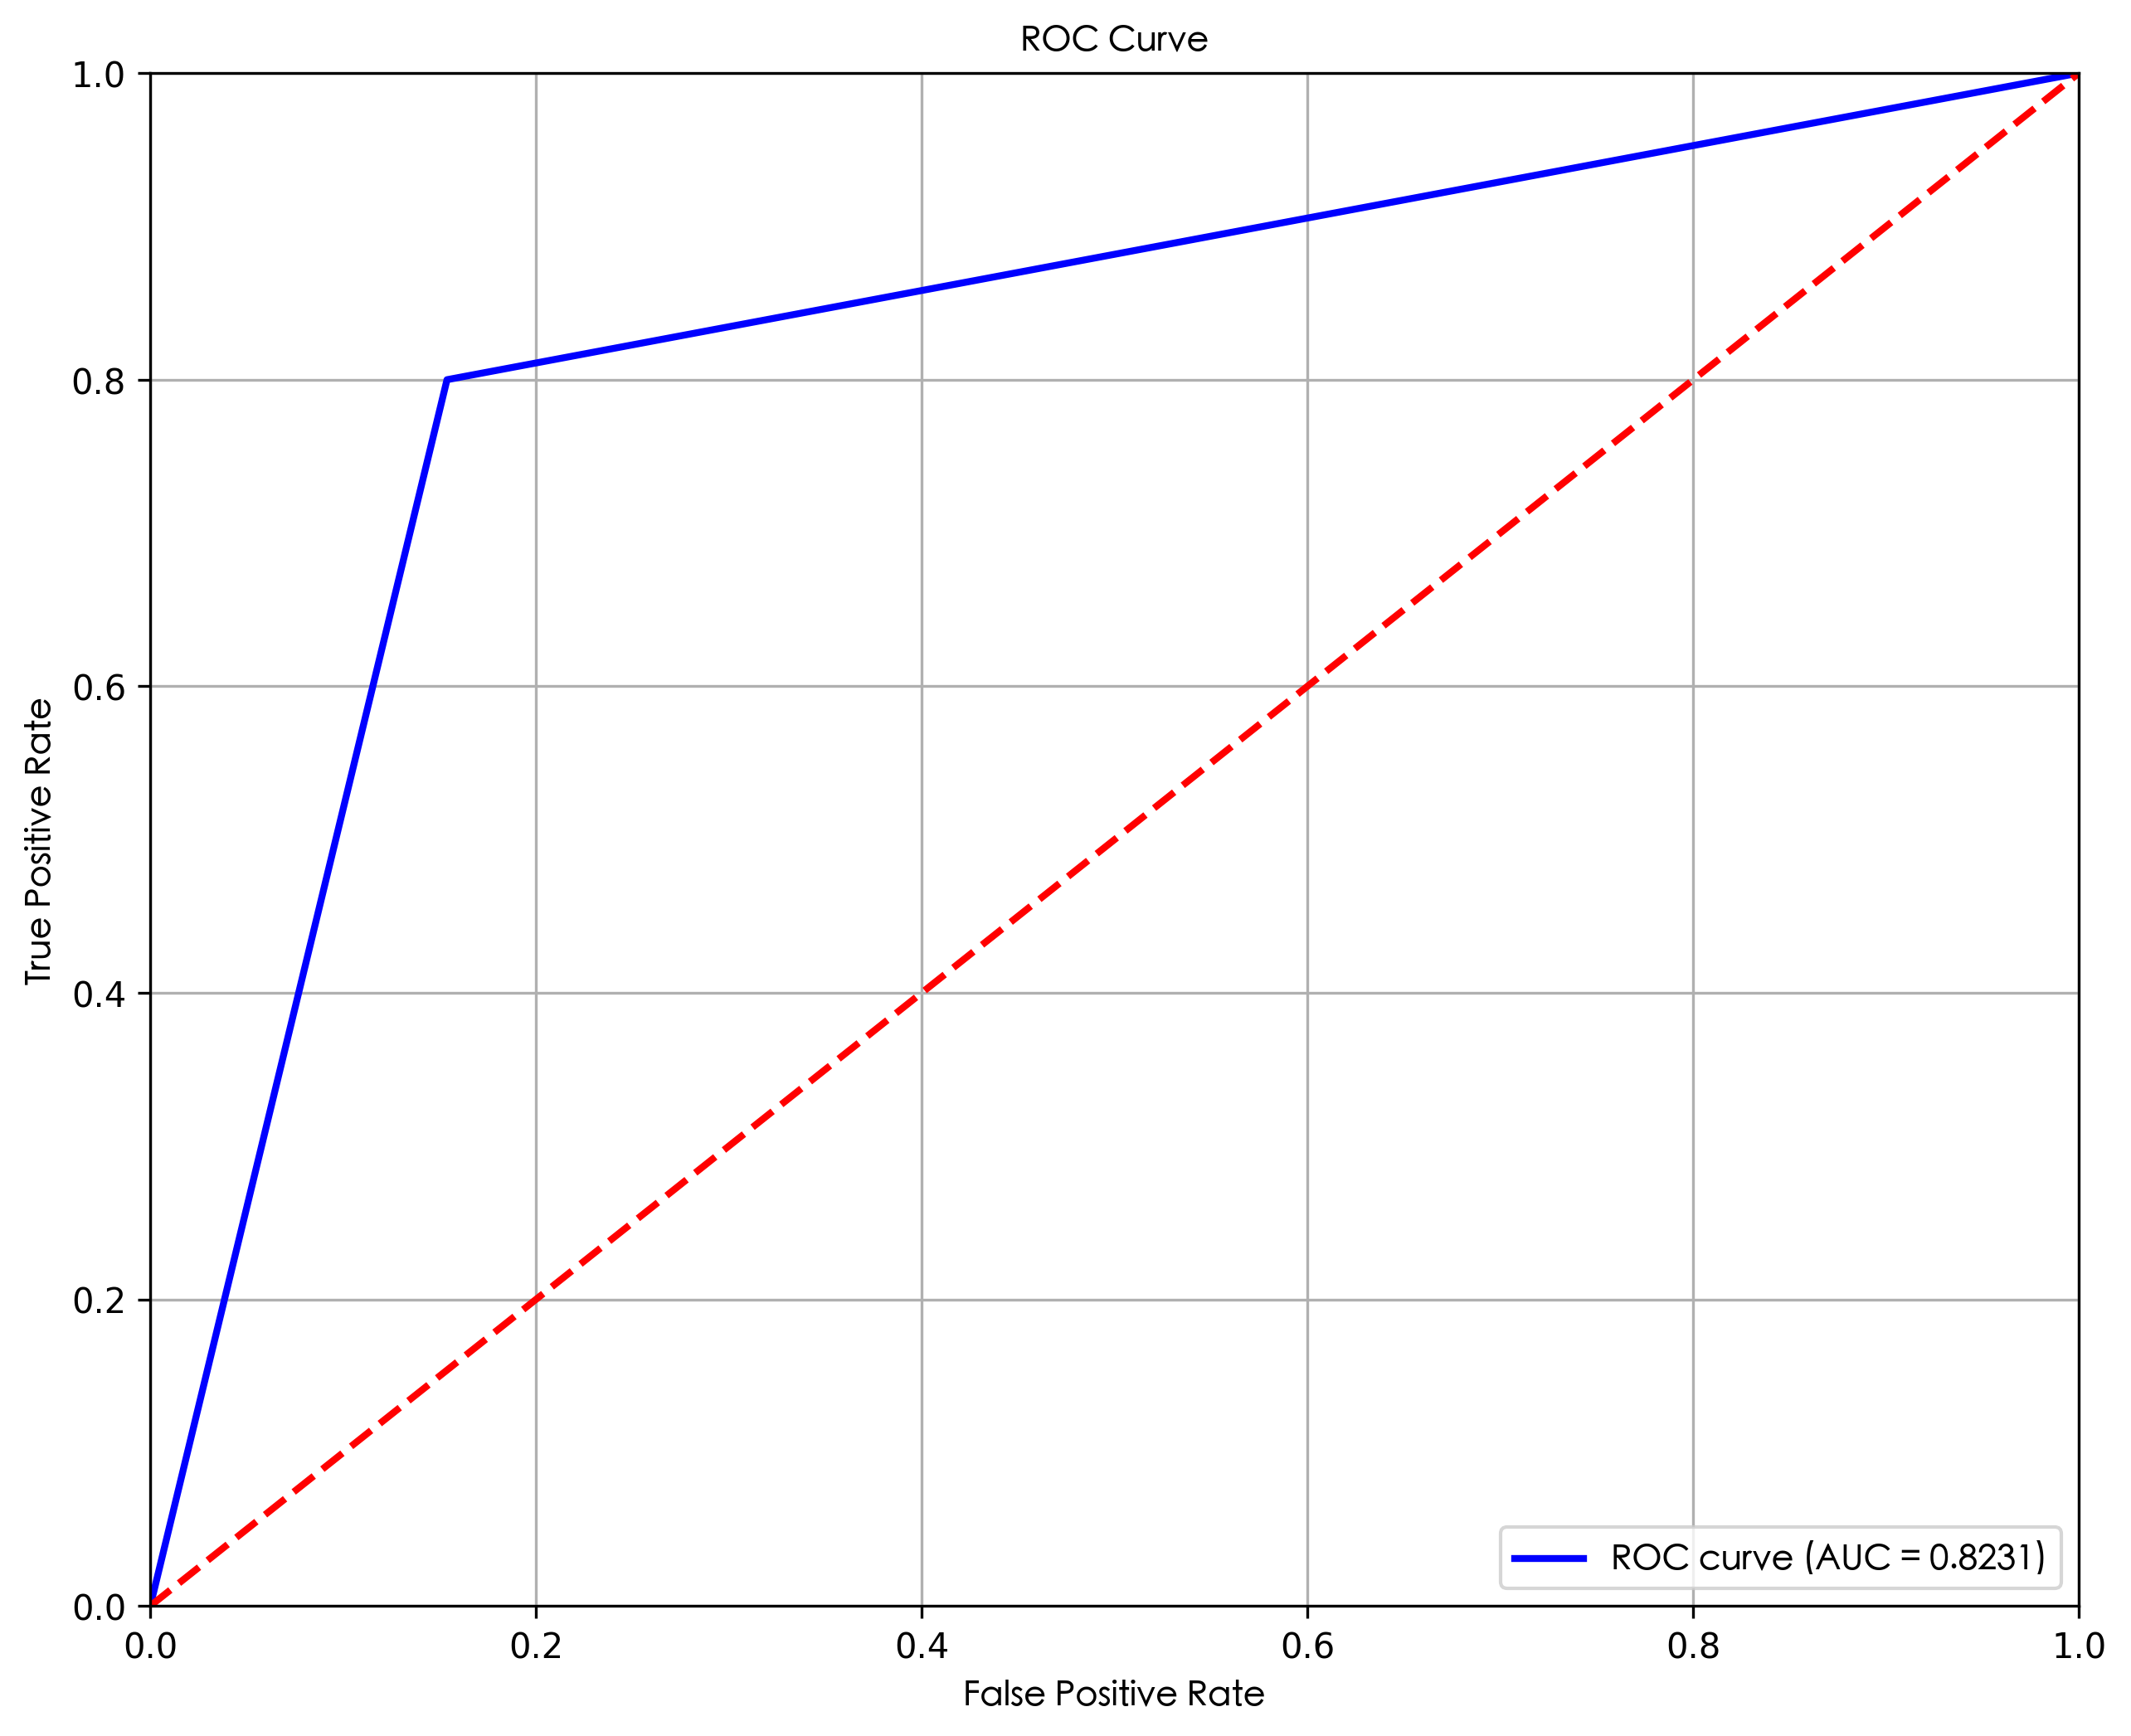 ROC Curve
1.0
0.8
0.6
0.4
0.2
0.0
True Positive Rate
0.0 0.2 0.4 0.6 0.8 1.0
False Positive Rate
ROC curve (AUC = 0.8231)